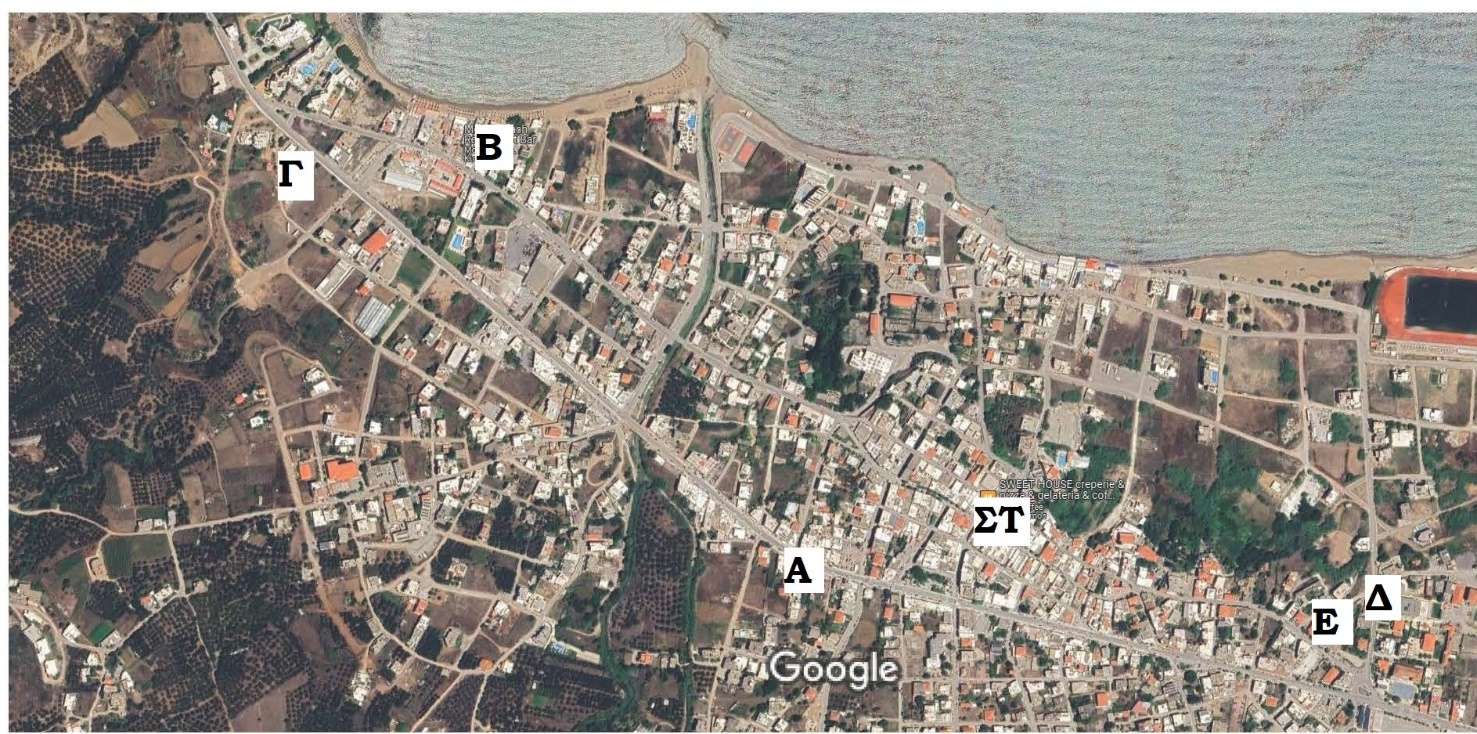 Β
Γ
SWEET HOUSE creperie &
pizza & gelateria & cof...
ΣΤ
Α
Δ
Ε
Google